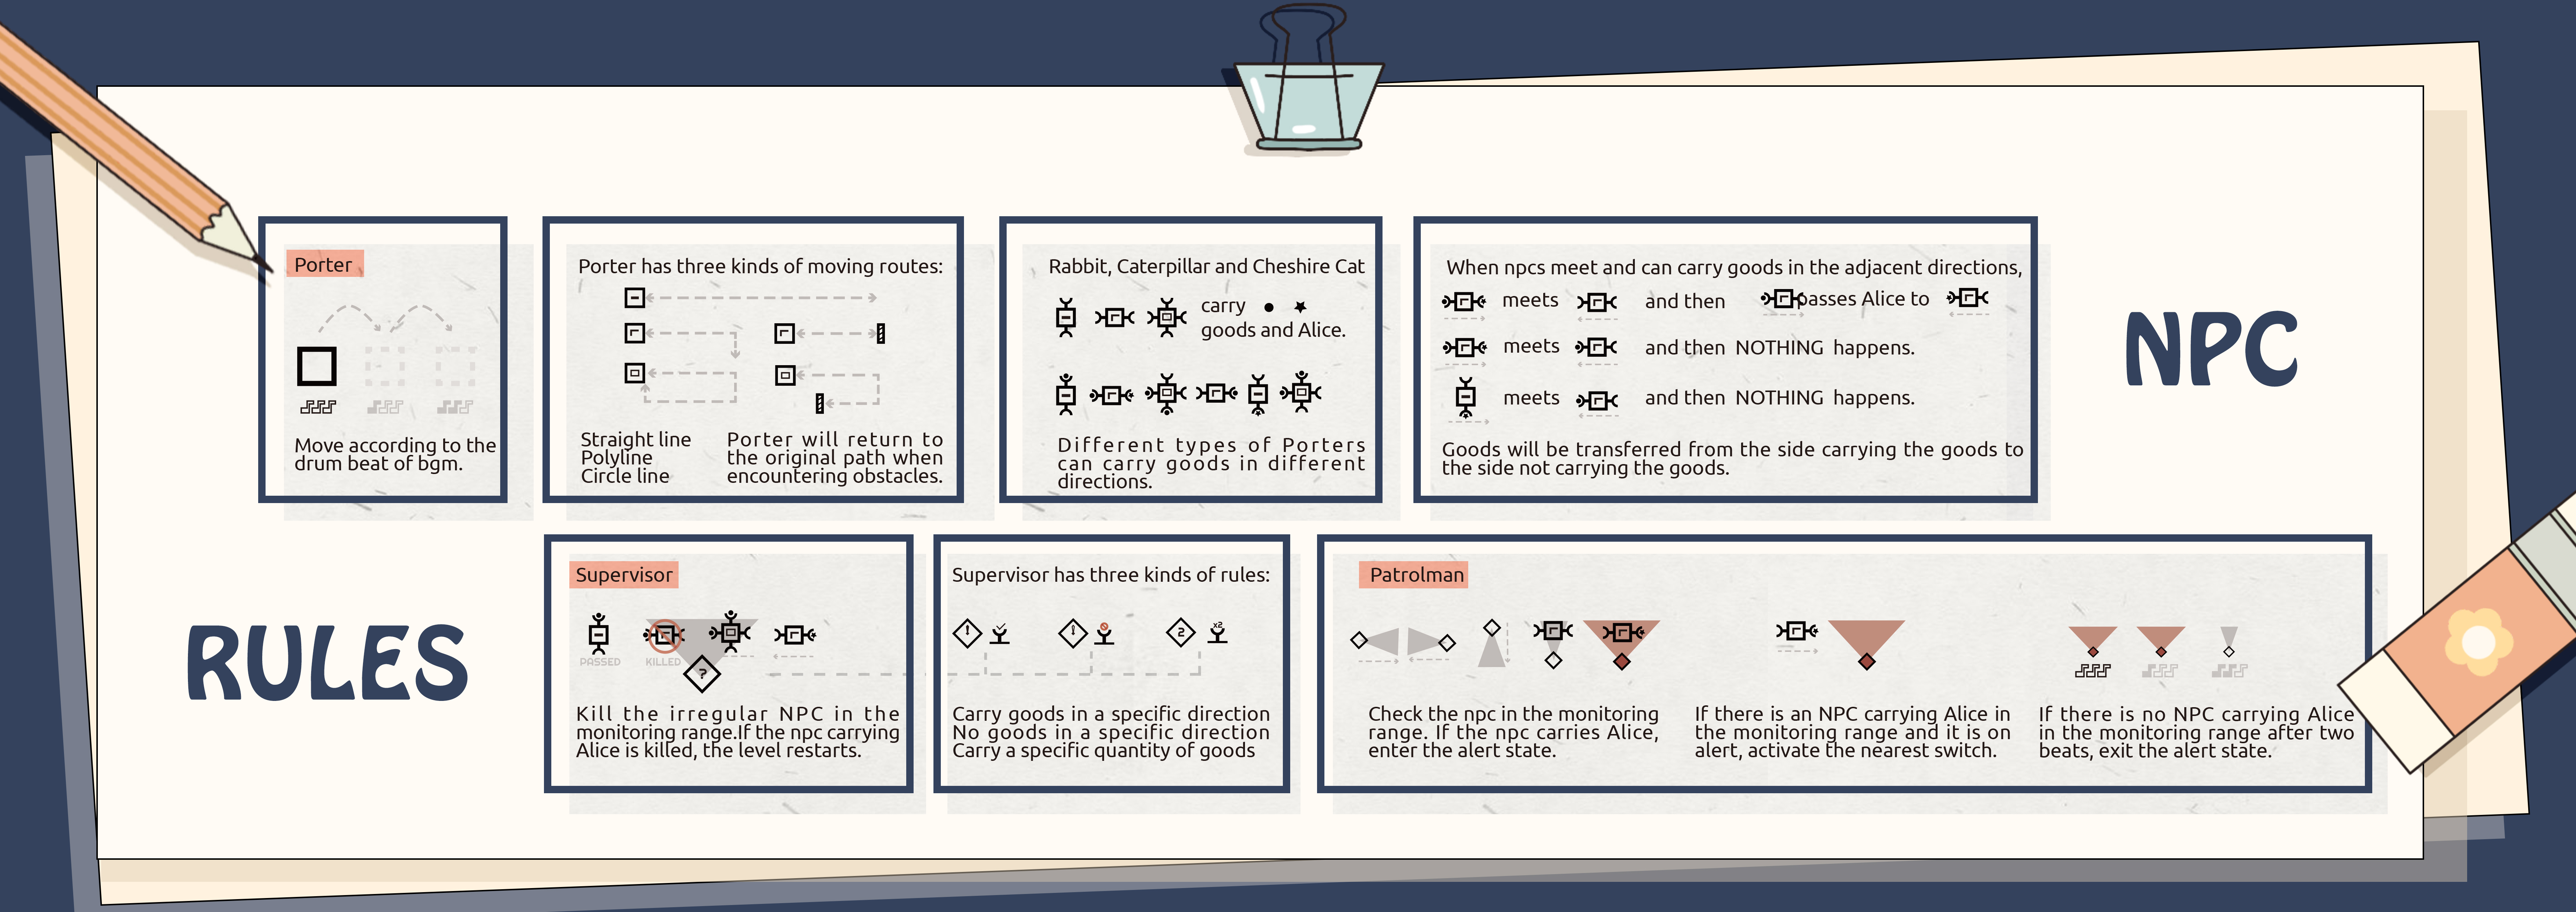 Porter
Move according to the
drum beat of bgm.
Porter has three kinds of moving routes:
Straight line
Polyline
Circle line
Porter will return to
the original path when
encountering obstacles.
Rabbit, Caterpillar and Cheshire Cat
carry
goods and Alice.
Different types of Porters
can carry goods in different
directions.
When npcs meet and can carry goods in the adjacent directions,
meets and then passes Alice to
meets and then NOTHING happens.
meets and then NOTHING happens.
Goods will be transferred from the side carrying the goods to
the side not carrying the goods.
NPC
RULES
Supervisor
PASSED KILLED
?
Kill the irregular NPC in the
monitoring range.If the npc carrying
Alice is killed, the level restarts.
Supervisor has three kinds of rules:
! ! 2 x2
Carry goods in a specific direction
No goods in a specific direction
Carry a specific quantity of goods
Patrolman
Check the npc in the monitoring
range. If the npc carries Alice,
enter the alert state.
If there is an NPC carrying Alice in
the monitoring range and it is on
alert, activate the nearest switch.
If there is no NPC carrying Alice
in the monitoring range after two
beats, exit the alert state.